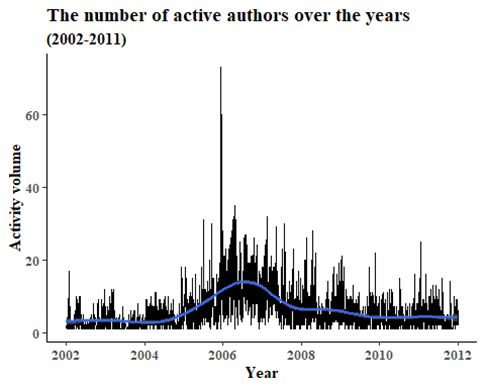 The number of active authors over the years
(2002-2011)
Activity volume
60
40
20
0
2002 2004 2006 2008 2010 2012
Year